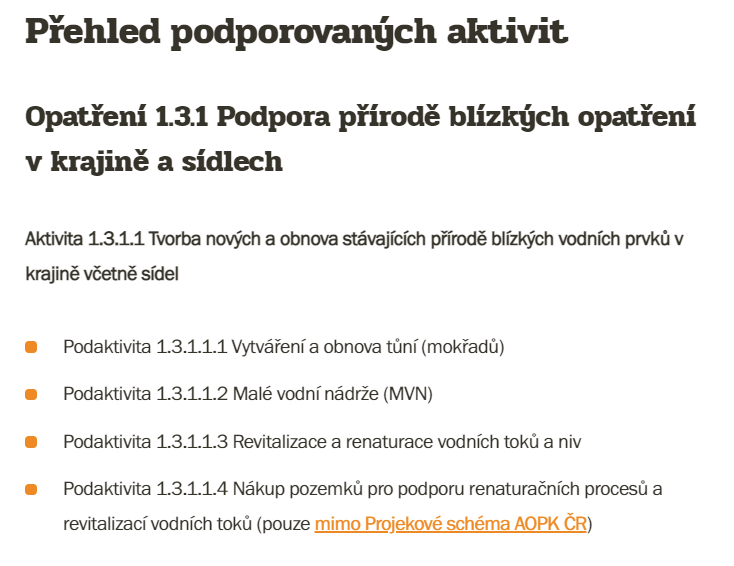 Přehled podporovaných aktivit
Opatření 1.3.1 Podpora přírodě blízkých opatření
v krajině a sídlech
Aktivita 1.3.1.1 Tvorba nových a obnova stávajících přírodě blízkých vodních prvků v
krajině včetně sídel
Podaktivita 1.3.1.1.1 Vytváření a obnova tůní (mokřadů)
Podaktivita 1.3.1.1.2 Malé vodní nádrže (MVN)
Podaktivita 1.3.1.1.3 Revitalizace a renaturace vodních toků a niv
Podaktivita 1.3.1.1.4 Nákup pozemků pro podporu renaturačních procesů a
revitalizací vodních toků (pouze mimo Projekové schéma AOPK ČR)